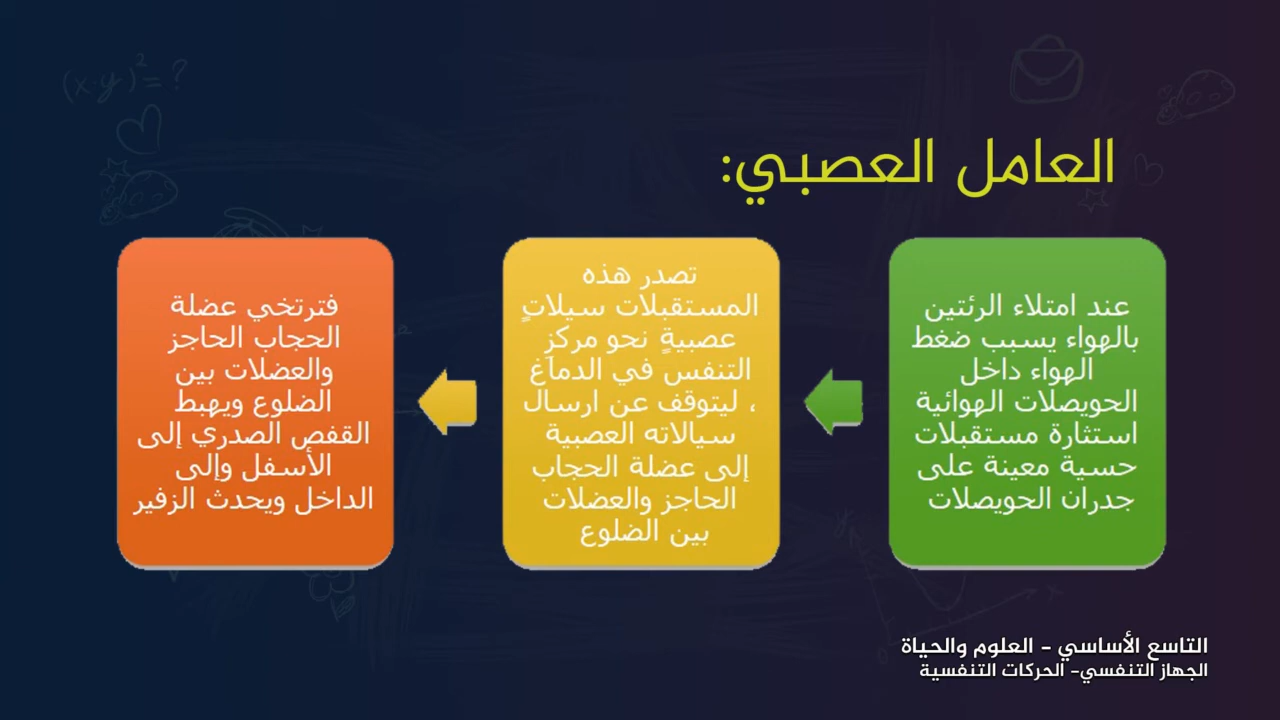 العامل العصبي:
عند امتلاء الرئتين
بالهواء يسبب ضغط
الهواء داخل
الحويصلات الهوائية
استثارة مستقبلات
حسية معينة على
جدران الحويصلات
تصدر هذه
المستقبلات سيلاتٍ
عصبيةٍ نحو مركزِ
التنفس في الدماغ
، ليتوقف عن ارسال
سيالاته العصبية
إلى عضلة الحجاب
الحاجز والعضلات
بين الضلوع
فترتخي عضلة
الحجاب الحاجز
والعضلات بين
الضلوع ويهبط
القفص الصدري إلى
الأسفل وإلى
الداخل ويحدث الزفير
التاسع الأساسي - العلوم والحياة
الجهاز التنفسي- الحركات التنفسية
(x·y)²=?